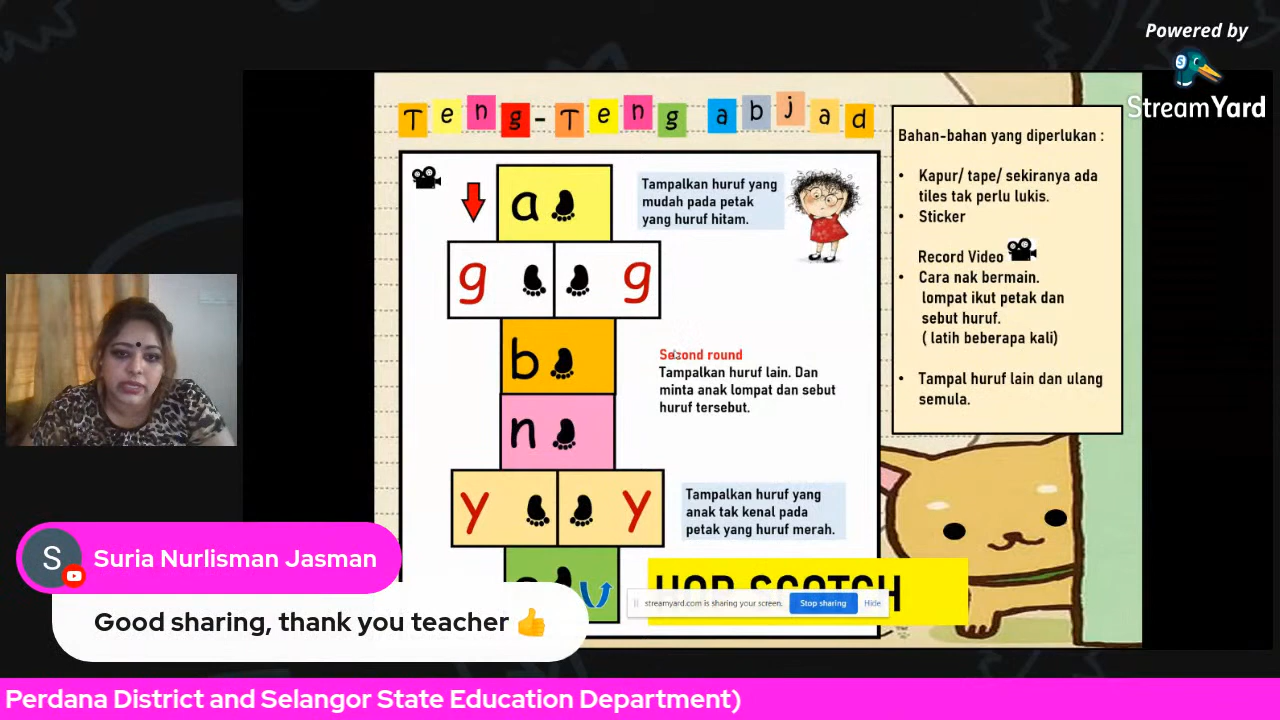 Powered by
StreamYard
Teng-Teng abjad
Bahan-bahan yang diperlukan :
• Kapur/ tape/ sekiranya ada
tiles tak perlu lukis.
• Sticker
Record Video
• Cara nak bermain.
lompat ikut petak dan
sebut huruf.
( latih beberapa kali)
• Tampal huruf lain dan ulang
semula.
a
Tampalkan huruf yang
mudah pada petak
yang huruf hitam.
g g
b
Second round
Tampalkan huruf lain. Dan
minta anak lompat dan sebut
huruf tersebut.
n
y y
Tampalkan huruf yang
anak tak kenal pada
petak yang huruf merah.
HOP SCOTCH
streamyard.com is sharing your screen. Stop sharing Hide
S Suria Nurlisman Jasman
Good sharing, thank you teacher 👍
Perdana District and Selangor State Education Department)